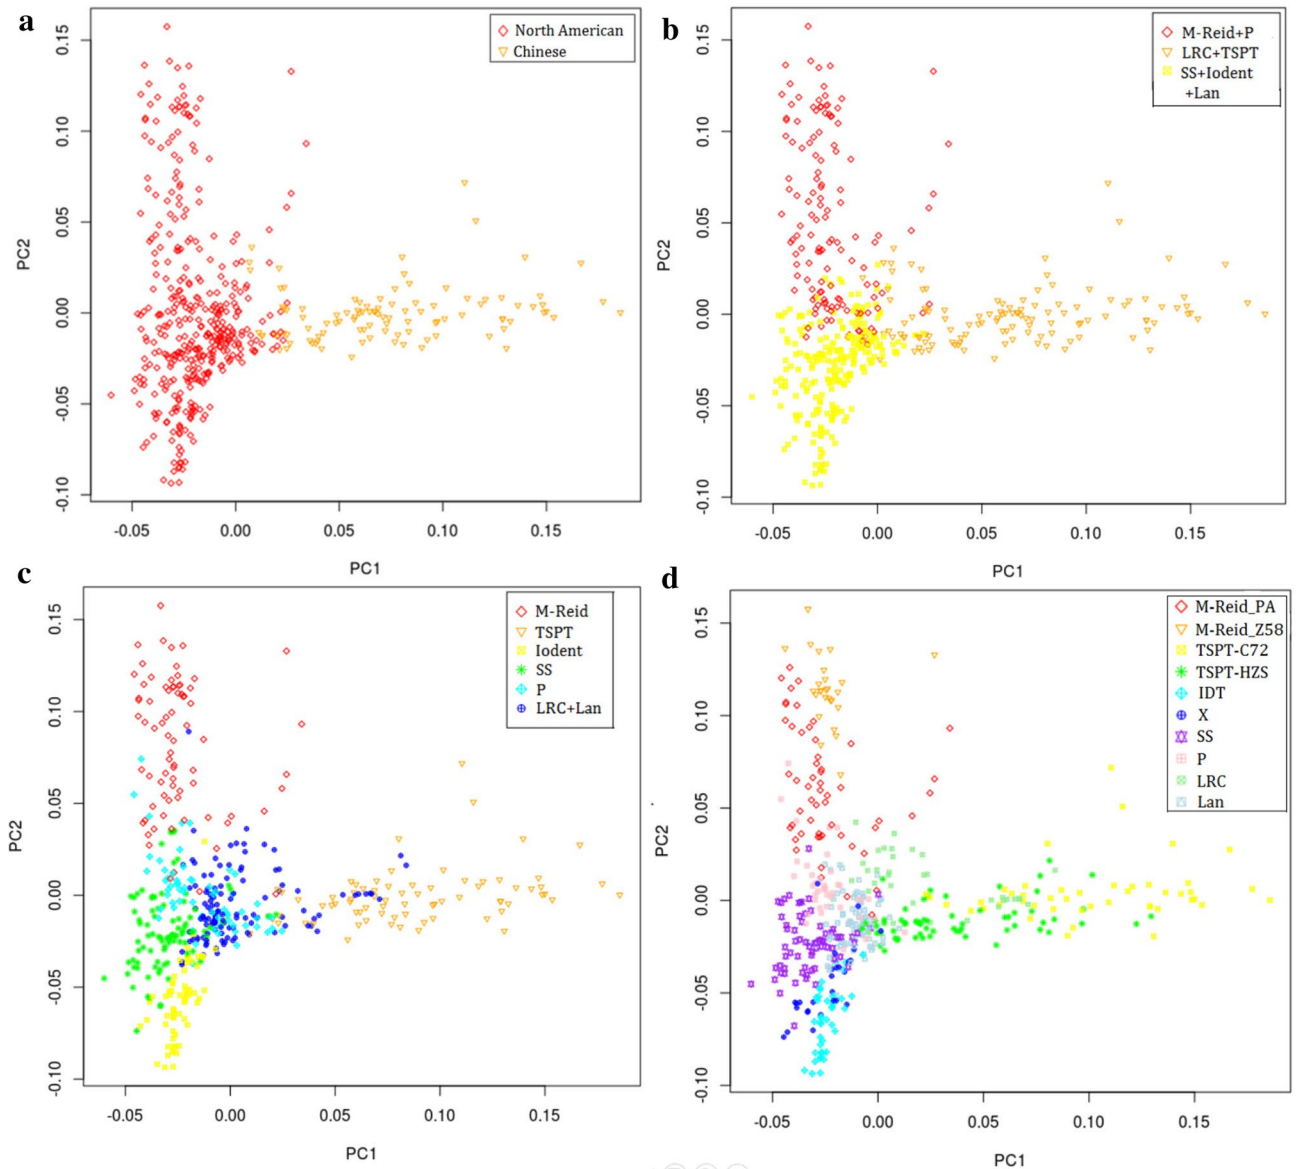 a
North American
Chinese
0.15
0.10
0.05
0.00
-0.05
-0.10
PC2
-0.05 0.00 0.05 0.10 0.15
PC1
b
M-Reid+P
LRC+TSPT
SS+Iodent
+Lan
0.15
0.10
0.05
0.00
-0.05
-0.10
PC2
-0.05 0.00 0.05 0.10 0.15
PC1
c
M-Reid
TSPT
Iodent
SS
P
LRC+Lan
0.15
0.10
0.05
0.00
-0.05
-0.10
PC2
-0.05 0.00 0.05 0.10 0.15
PC1
d
M-Reid_PA
M-Reid_Z58
TSPT-C72
TSPT-HZS
IDT
X
SS
P
LRC
Lan
0.15
0.10
0.05
0.00
-0.05
-0.10
PC2
-0.05 0.00 0.05 0.10 0.15
PC1